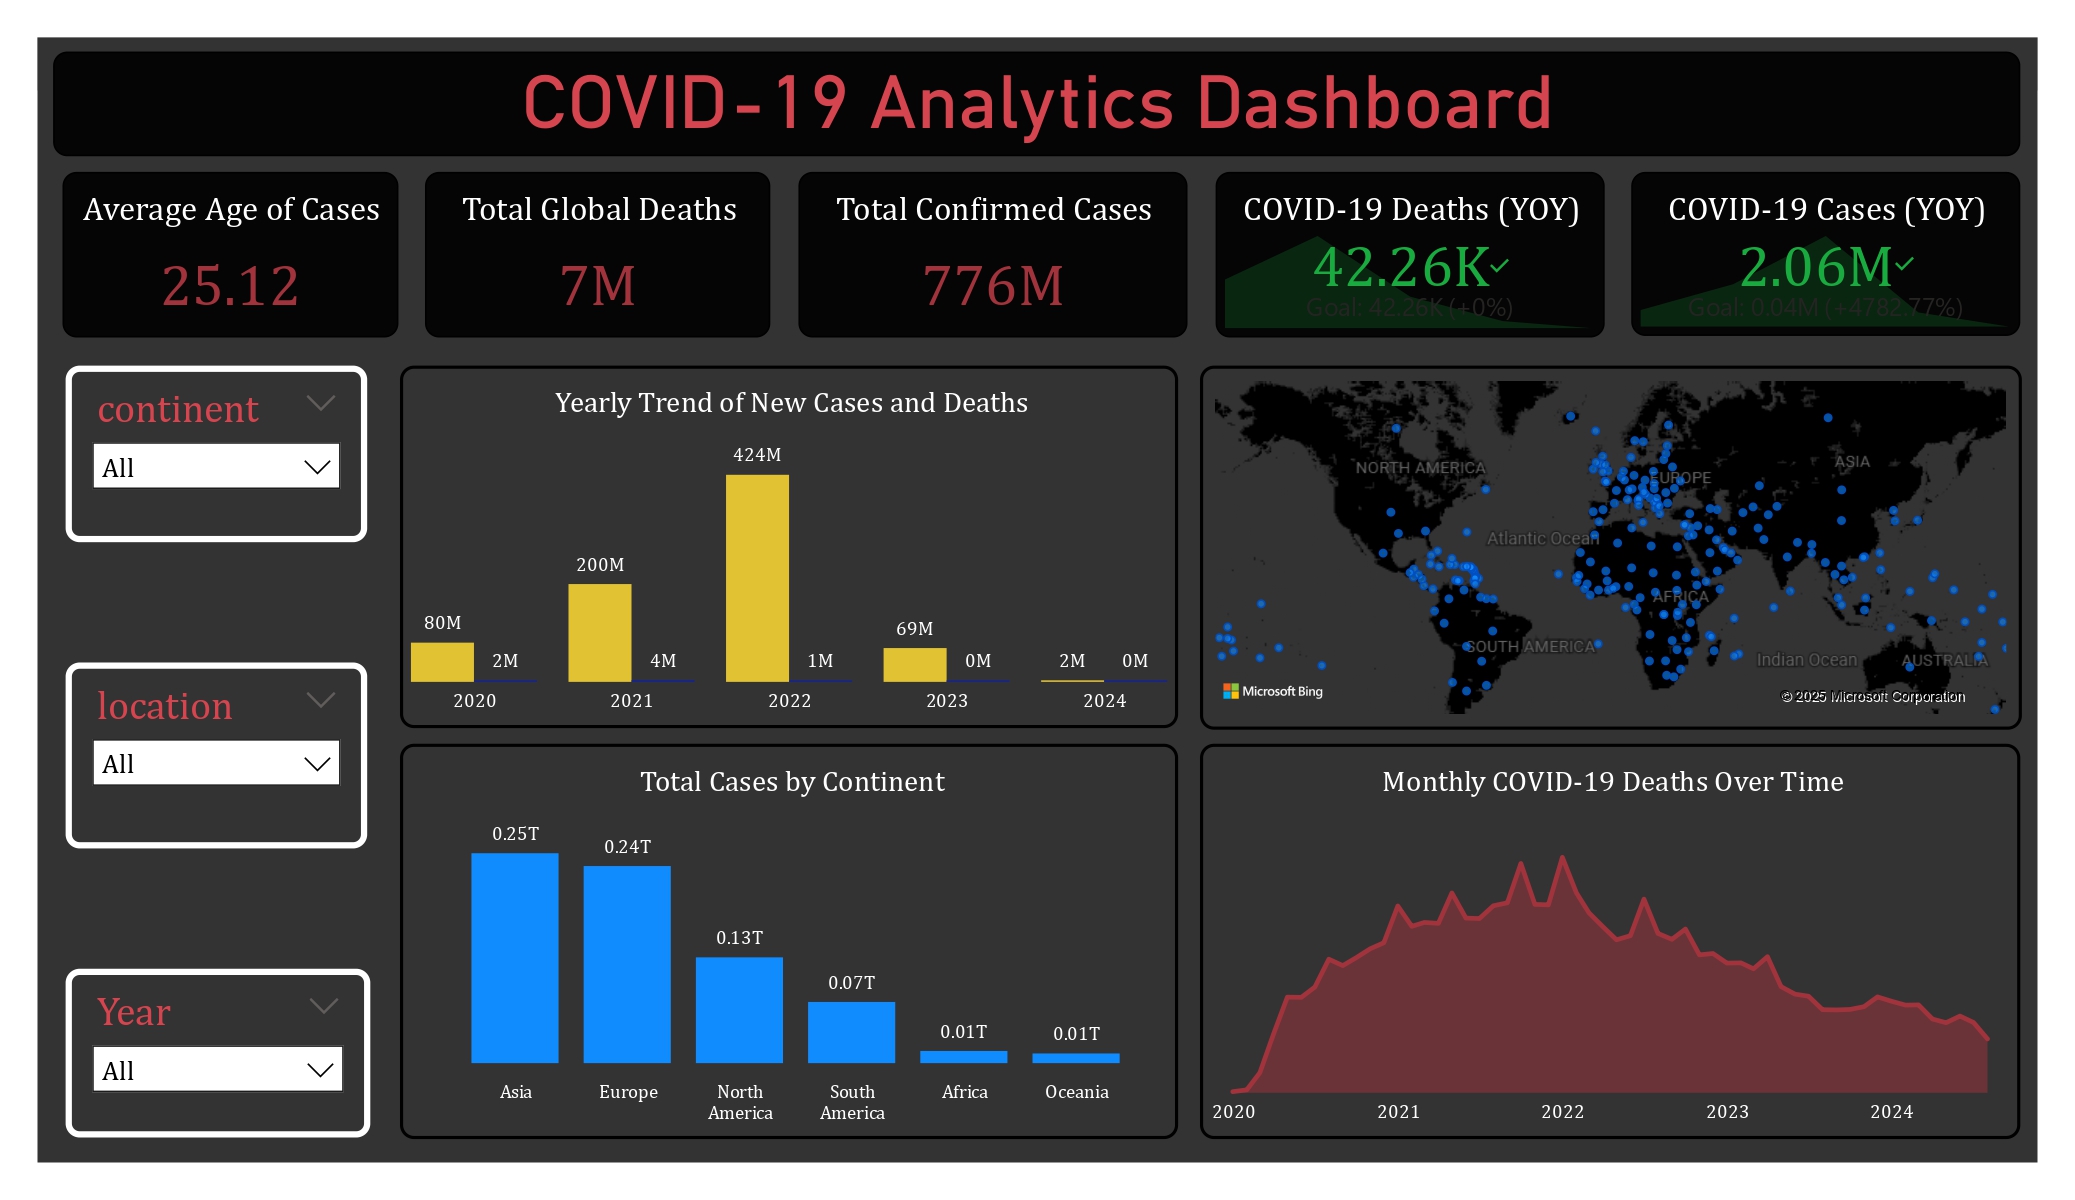 COVID-19 Analytics Dashboard
Average Age of Cases
25.12
Total Global Deaths
7M
Total Confirmed Cases
776M
COVID-19 Deaths (YOY)
42.26K
Goal: 42.26K (+0%)
COVID-19 Cases (YOY)
2.06M
Goal: 0.04M (+4782.77%)
continent
All
location
All
Year
All
Yearly Trend of New Cases and Deaths
80M
2M
200M
4M
424M
1M
69M
0M
2M
0M
2020
2021
2022
2023
2024
NORTH AMERICA
EUROPE
ASIA
Atlantic Ocean
AFRICA
SOUTH AMERICA
Indian Ocean
AUSTRALIA
Microsoft Bing
© 2025 Microsoft Corporation
Total Cases by Continent
0.25T
0.24T
0.13T
0.07T
0.01T
0.01T
Asia
Europe
North
America
South
America
Africa
Oceania
Monthly COVID-19 Deaths Over Time
2020
2021
2022
2023
2024